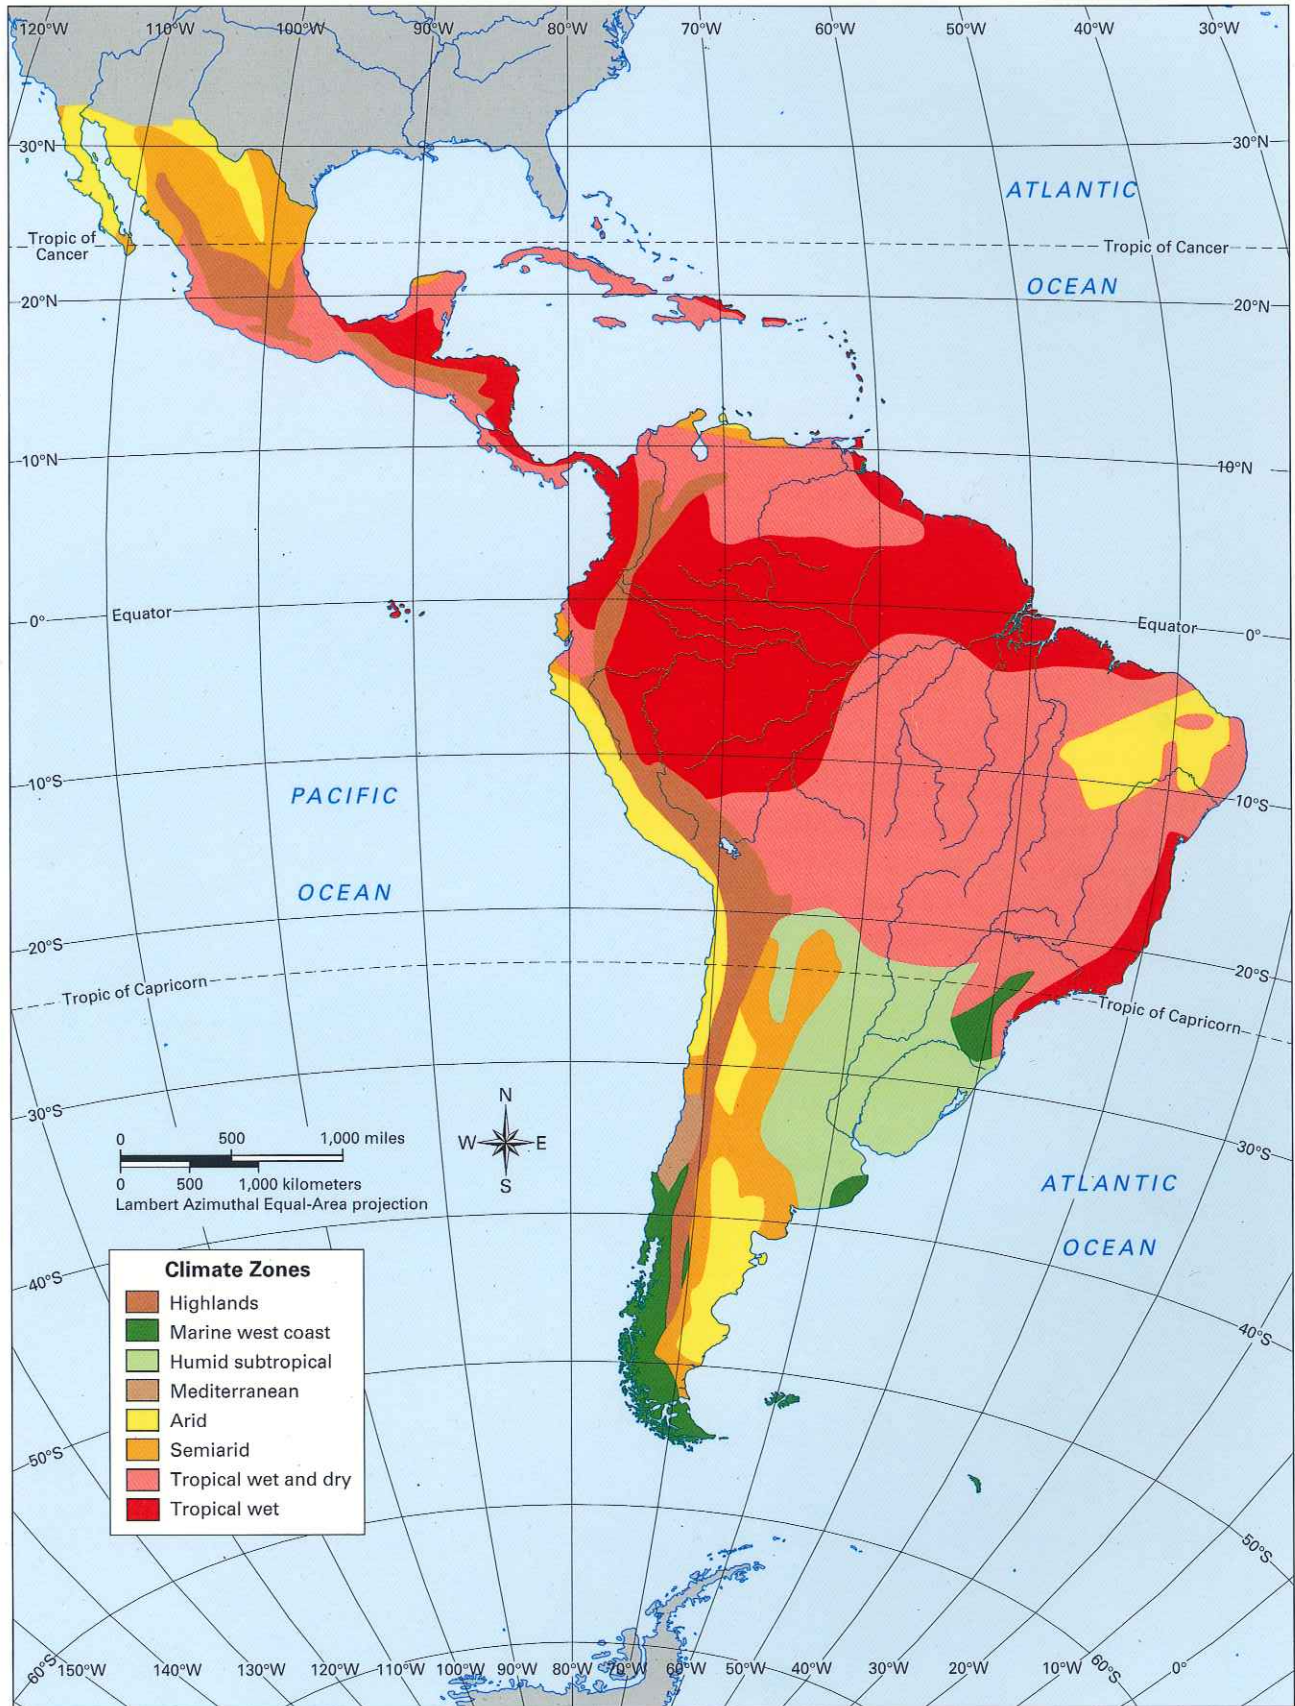 120°W 110°W 100°W 90°W 80°W 70°W 60°W 50°W 40°W 30°W
30°N 30°N
ATLANTIC
Tropic of
Cancer
Tropic of Cancer
OCEAN
20°N 20°N
10°N 10°N
Equator
0°
Equator 0°
PACIFIC
10°S 10°S
OCEAN
20°S 20°S
Tropic of Capricorn
Tropic of Capricorn
N
30°S
0 500 1,000 miles
W E
30°S
0 500 1,000 kilometers
S
ATLANTIC
Lambert Azimuthal Equal-Area projection
OCEAN
Climate Zones
40°S
Highlands
Marine west coast
40°S
Humid subtropical
Mediterranean
Arid
50°S
Semiarid
Tropical wet and dry
Tropical wet
50°S
60°S 150°W 140°W 130°W 120°W 110°W 100°W 90°W 80°W 70°W 60°W 50°W 40°W 30°W 20°W 10°W 60°S 0°